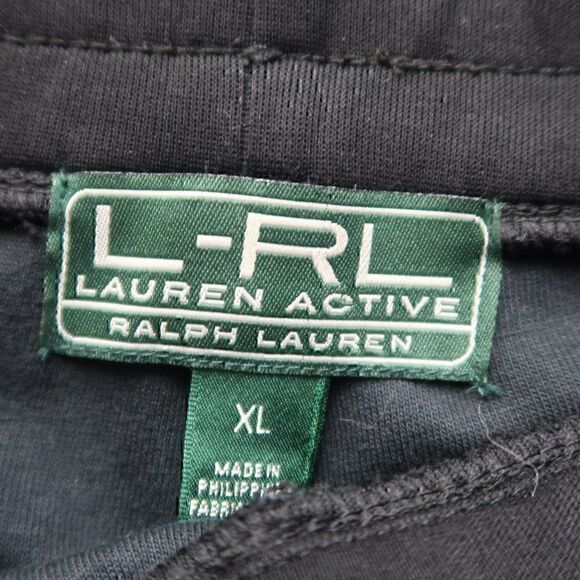 L-RL
LAUREN ACTIVE
RALPH LAUREN
XL
MADE IN